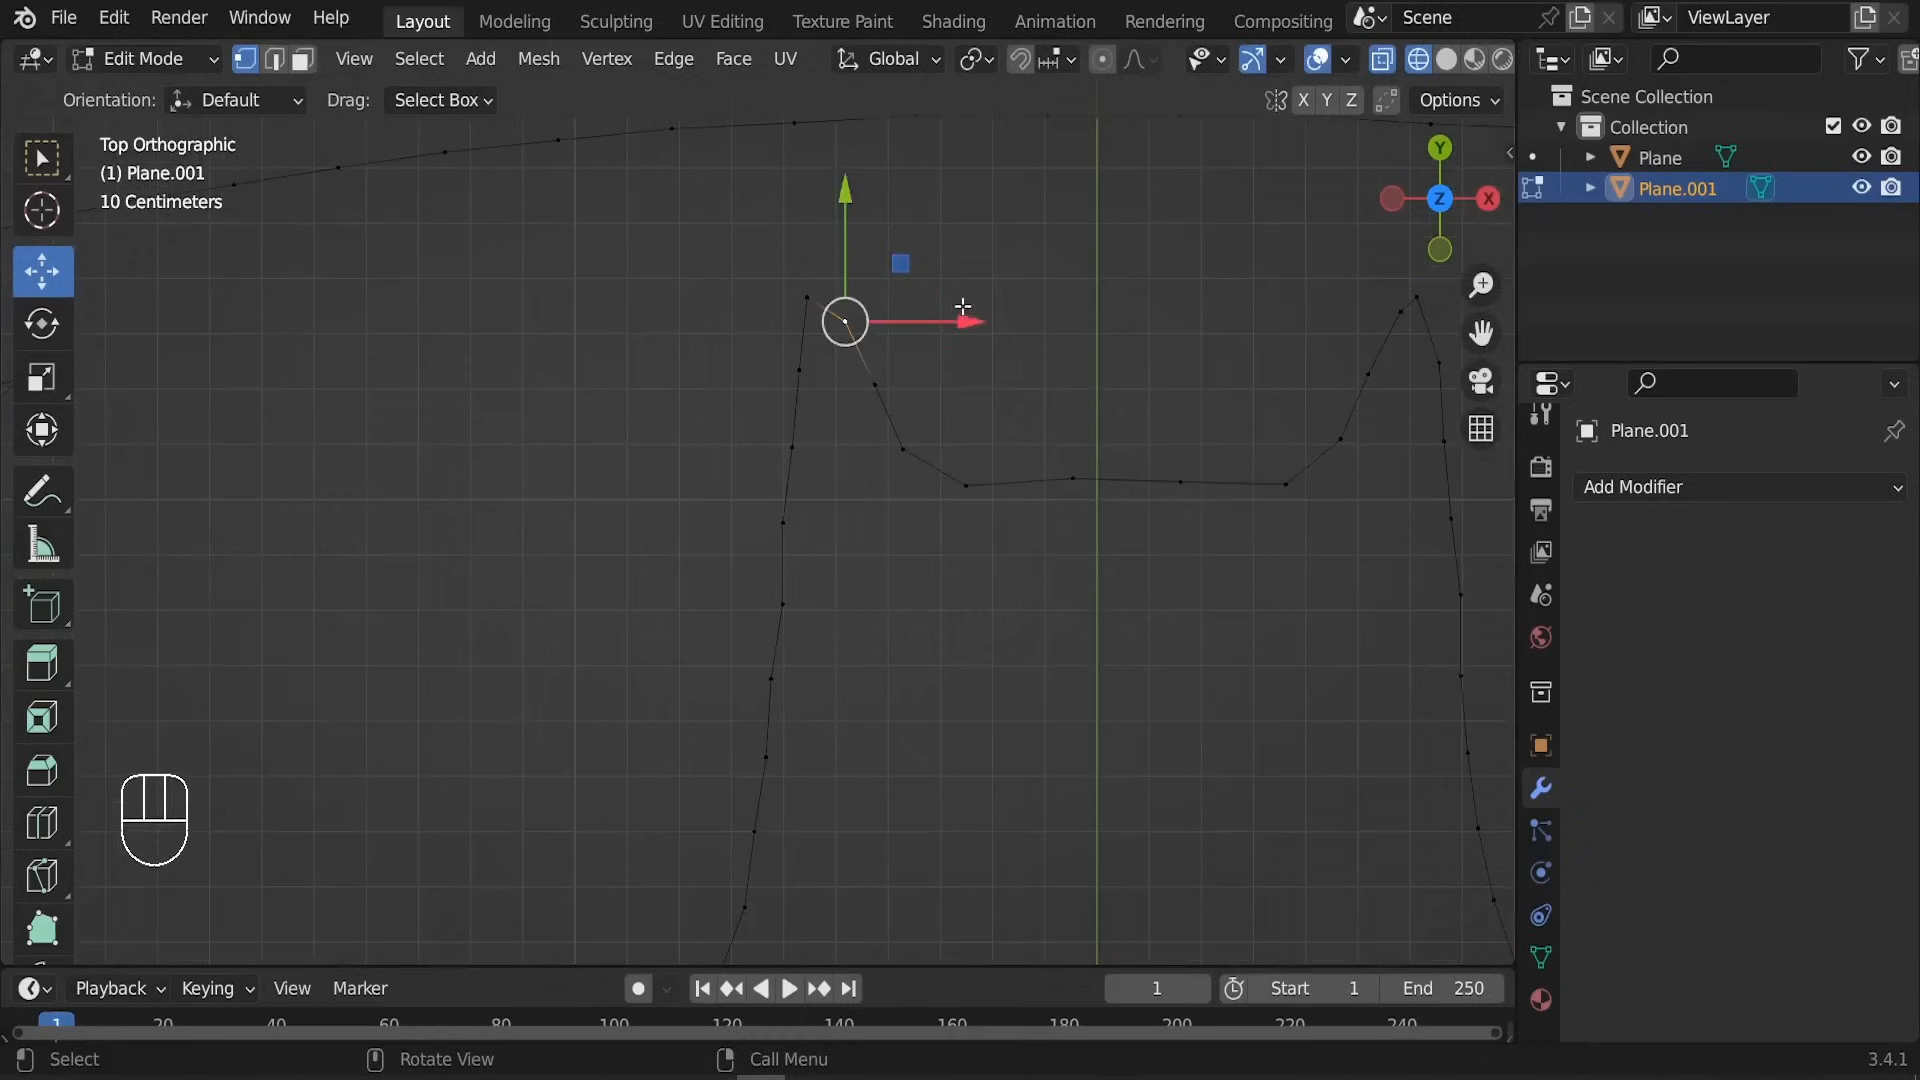 File Edit Render Window Help Layout Modeling Sculpting UV Editing Texture Paint Shading Animation Rendering Compositing Scene ViewLayer
Edit Mode View Select Add Mesh Vertex Edge Face UV Global
Orientation: Default Drag: Select Box X Y Z Options
Scene Collection
Collection
Plane
Plane.001
Top Orthographic
(1) Plane.001
10 Centimeters
Y
Z X
Plane.001
Add Modifier
Playback Keying View Marker 1 Start 1 End 250
1 20 40 60 80 100 120 140 160 180 200 220 240
Select Rotate View Call Menu 3.4.1